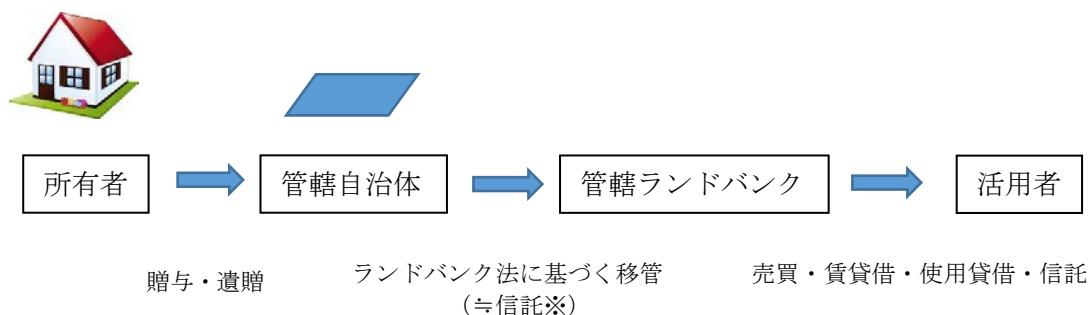 所有者
管轄自治体
管轄ランドバンク
活用者
贈与・遺贈
ランドバンク法に基づく移管
（≒信託※）
売買・賃貸借・使用貸借・信託